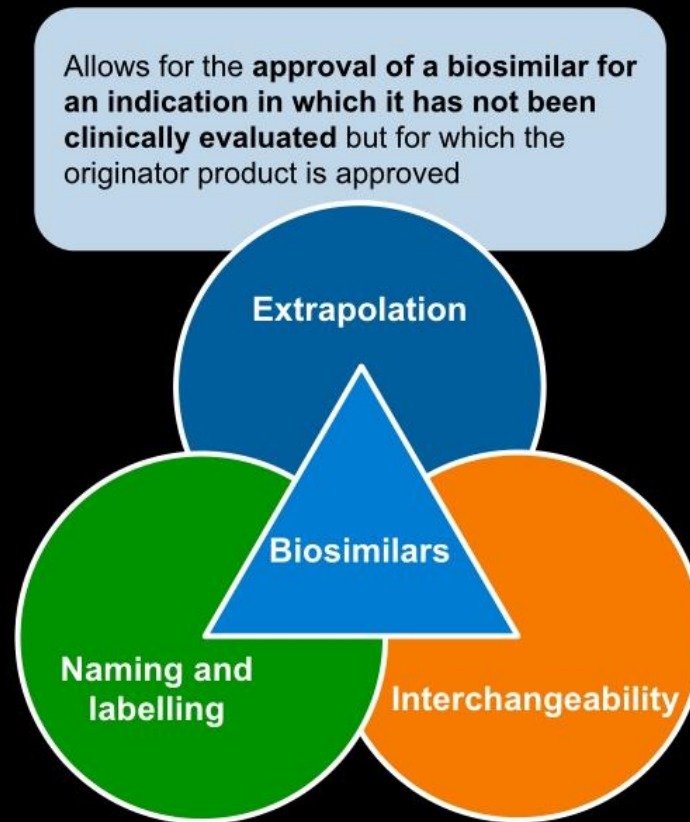 Allows for the approval of a biosimilar for
an indication in which it has not been
clinically evaluated but for which the
originator product is approved
Extrapolation
Biosimilars
Naming and
labelling
Interchangeability